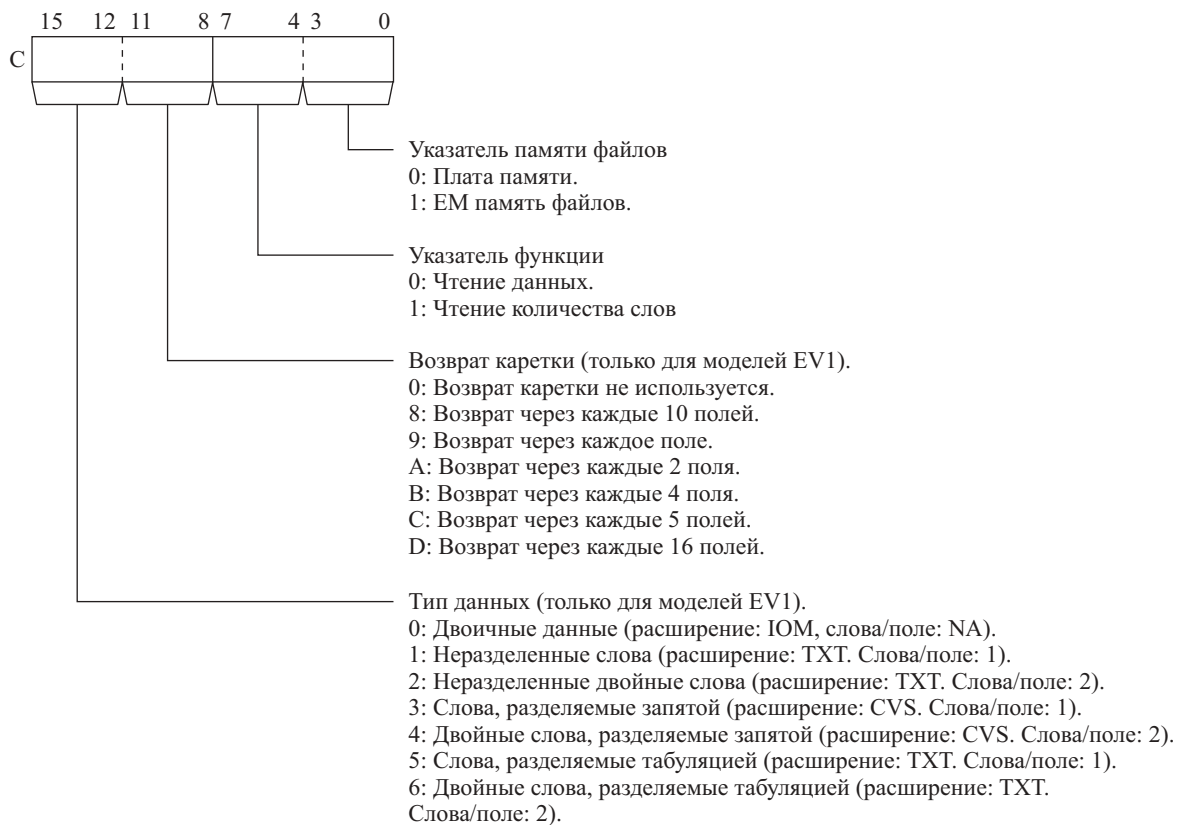 15 12 11 8 7 4 3 0
C
Указатель памяти файлов
0: Плата памяти.
1: EM память файлов.
Указатель функции
0: Чтение данных.
1: Чтение количества слов
Возврат каретки (только для моделей EV1).
0: Возврат каретки не используется.
8: Возврат через каждые 10 полей.
9: Возврат через каждое поле.
A: Возврат через каждые 2 поля.
B: Возврат через каждые 4 поля.
C: Возврат через каждые 5 полей.
D: Возврат через каждые 16 полей.
Тип данных (только для моделей EV1).
0: Двоичные данные (расширение: IOM, слова/поле: NA).
1: Неразделенные слова (расширение: TXT. Слова/поле: 1).
2: Неразделенные двойные слова (расширение: TXT. Слова/поле: 2).
3: Слова, разделяемые запятой (расширение: CVS. Слова/поле: 1).
4: Двойные слова, разделяемые запятой (расширение: CVS. Слова/поле: 2).
5: Слова, разделяемые табуляцией (расширение: TXT. Слова/поле: 1).
6: Двойные слова, разделяемые табуляцией (расширение: TXT.
Слова/поле: 2).